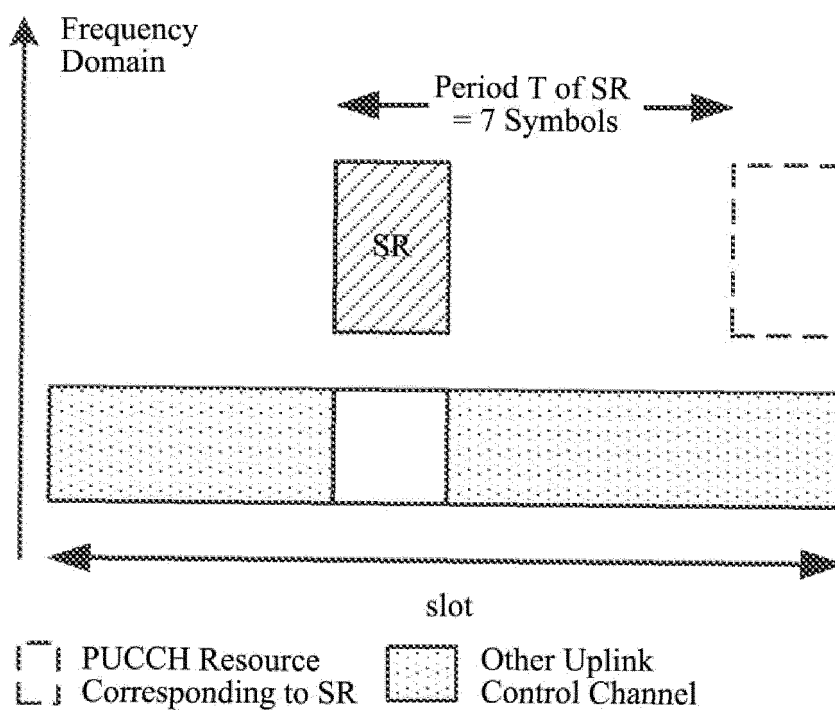 Frequency
Domain
Period T of SR
= 7 Symbols
SR
slot
PUCCH Resource
Corresponding to SR
Other Uplink
Control Channel